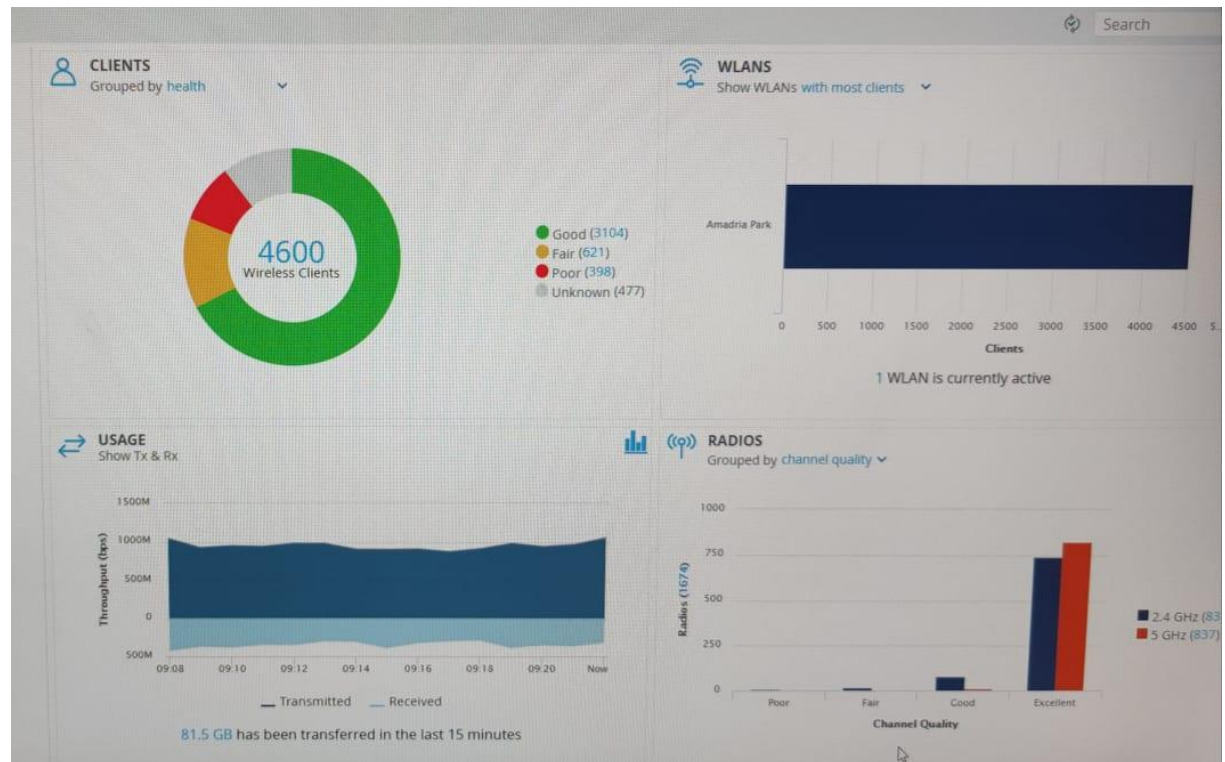 Search
CLIENTS
Grouped by health
4600
Wireless Clients
Good (3104)
Fair (621)
Poor (398)
Unknown (477)
WLANS
Show WLANs with most clients
Amadria Park
0 500 1000 1500 2000 2500 3000 3500 4000 4500 5...
Clients
1 WLAN is currently active
USAGE
Show Tx & Rx
1500M
1000M
500M
0
500M
Throughput (bps)
09:08 09:10 09:12 09:14 09:16 09:18 09:20 Now
Transmitted Received
81.5 GB has been transferred in the last 15 minutes
RADIOS
Grouped by channel quality
1000
750
500
250
0
Radios (1674)
Poor Fair Good Excellent
Channel Quality
2.4 GHz (83
5 GHz (837)